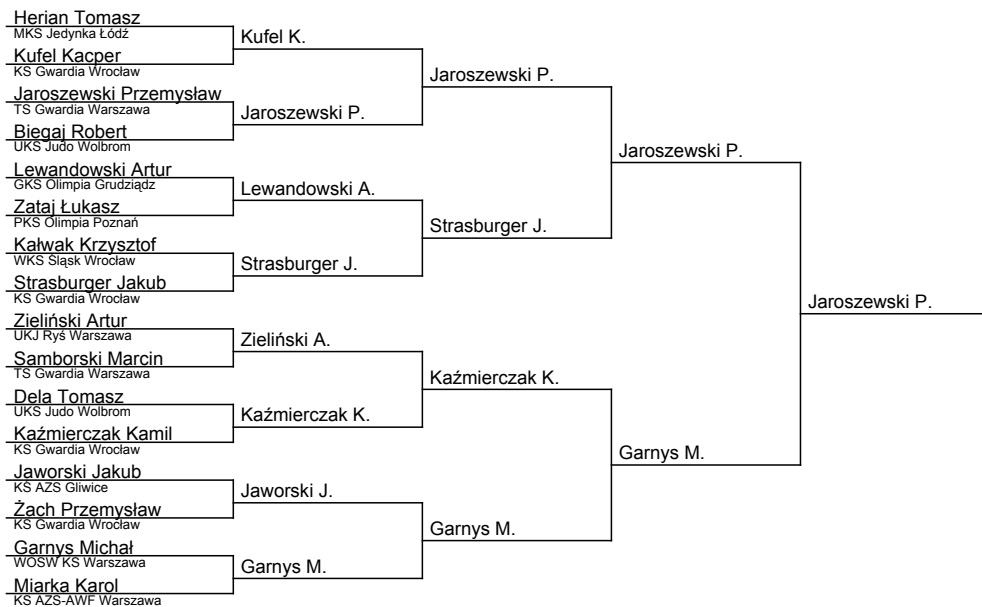 Herian Tomasz
MKS Jedynka Łódź
Kufel K.
Kufel Kacper
KS Gwardia Wrocław
Jaroszewski P.
Jaroszewski Przemysław
TS Gwardia Warszawa
Jaroszewski P.
Biegaj Robert
UKS Judo Wolbrom
Jaroszewski P.
Lewandowski Artur
GKS Olimpia Grudziądz
Lewandowski A.
Zataj Łukasz
PKS Olimpia Poznań
Strasburger J.
Kałwak Krzysztof
WKS Śląsk Wrocław
Strasburger J.
Strasburger Jakub
KS Gwardia Wrocław
Jaroszewski P.
Zieliński Artur
UKJ Ryś Warszawa
Zieliński A.
Samborski Marcin
TS Gwardia Warszawa
Kaźmierczak K.
Dela Tomasz
UKS Judo Wolbrom
Kaźmierczak K.
Kaźmierczak Kamil
KS Gwardia Wrocław
Garnys M.
Jaworski Jakub
KS AZS Gliwice
Jaworski J.
Żach Przemysław
KS Gwardia Wrocław
Garnys M.
Garnys Michał
WOSW KS Warszawa
Garnys M.
Miarka Karol
KS AZS-AWF Warszawa